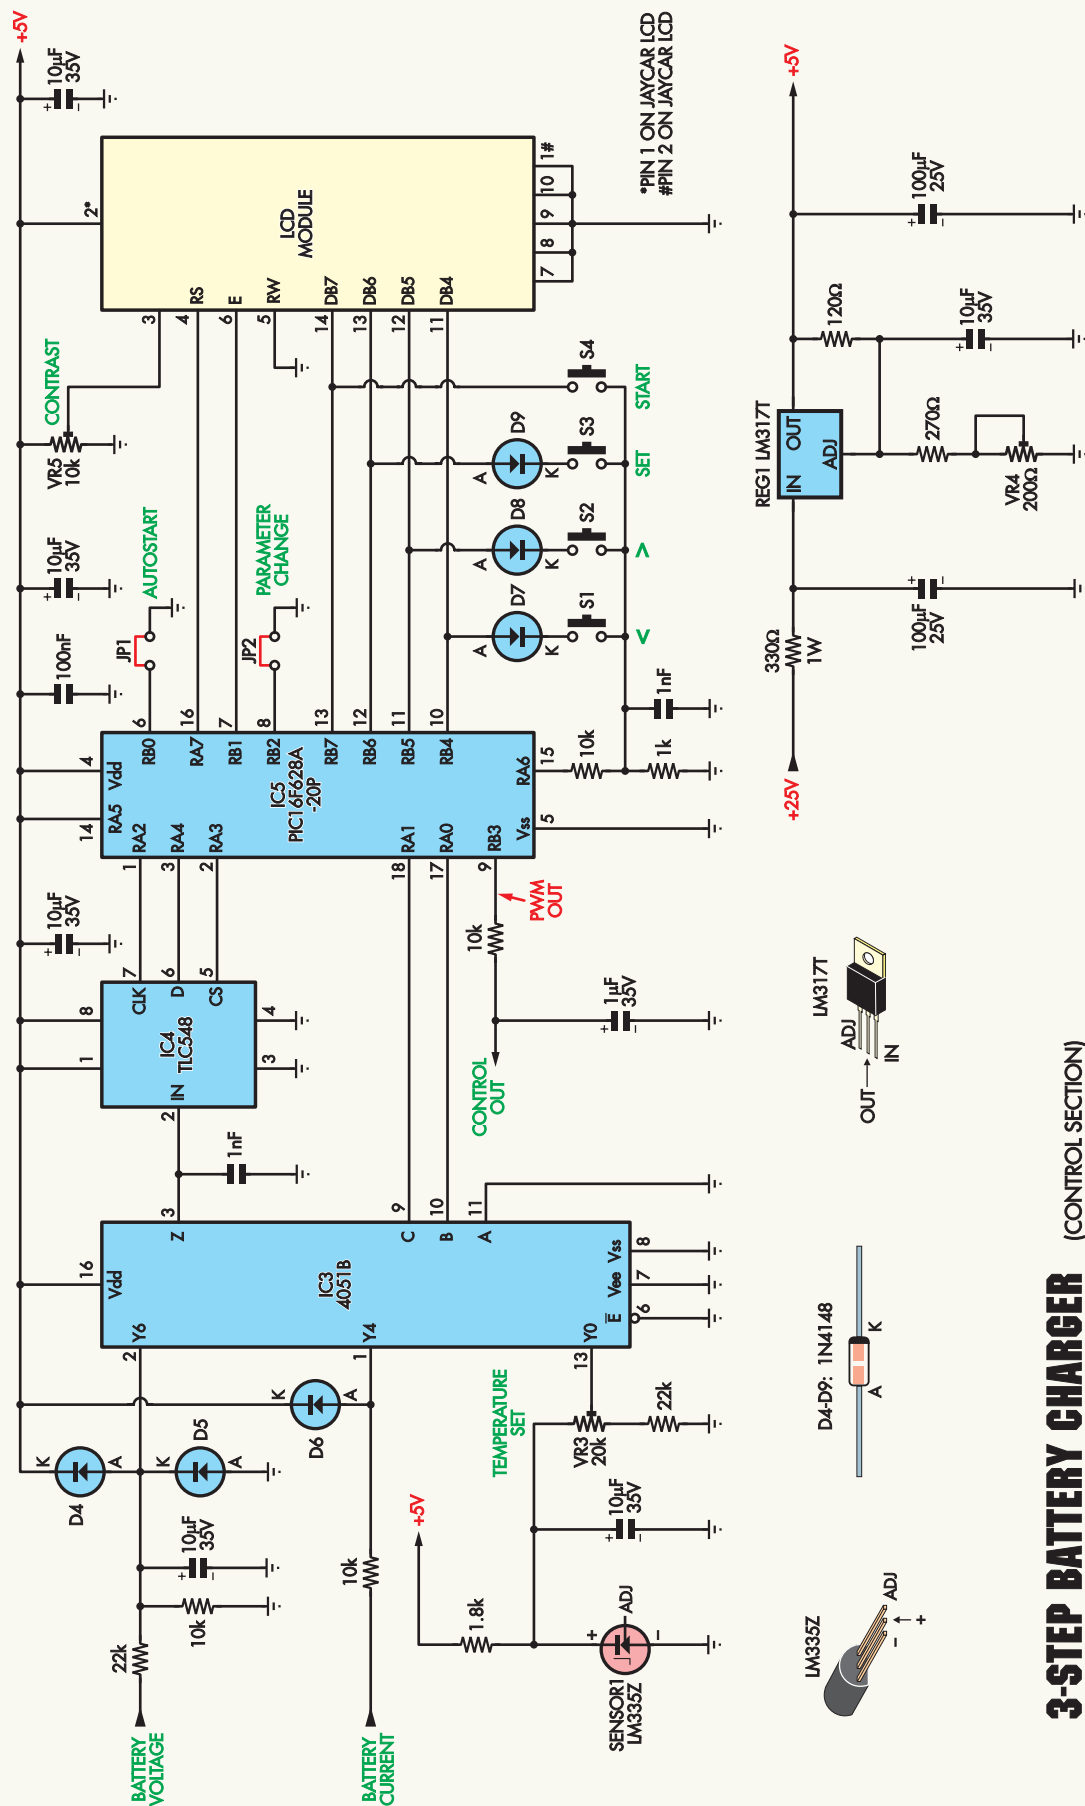 +5V
10µF
35V
2*
LCD
MODULE
1#
10
9
8
7
*PIN 1 ON JAYCAR LCD
#PIN 2 ON JAYCAR LCD
RS
E
RW
DB7
DB6
DB5
DB4
3
4
6
5
14
13
12
11
CONTRAST
VR5
10k
10µF
35V
100nF
JP1
AUTOSTART
JP2
PARAMETER
CHANGE
A
D7
K
S1
<
A
D8
K
S2
>
A
D9
K
S3
SET
S4
START
6
16
7
8
13
12
11
10
RB0
RA7
RB1
RB2
RB7
RB6
RB5
RB4
4
Vdd
14
RA5
IC5
PIC16F628A
-20P
RA2
RA4
RA3
RA1
RA0
RB3
RA6
15
Vss
5
1
3
2
18
17
9
10k
1k
1nF
PWM
OUT
10k
1µF
35V
CONTROL
OUT
10µF
35V
7
6
5
CLK
D
CS
8
1
IC4
TLC548
IN
2
4
3
1nF
3
Z
9
C
10
B
11
A
16
Vdd
IC3
4051B
Vss
8
Vee
7
E
6
Y6
2
Y4
1
Y0
13
K
D4
A
K
D5
A
K
D6
A
10µF
35V
10k
22k
BATTERY
VOLTAGE
10k
BATTERY
CURRENT
TEMPERATURE
SET
VR3
20k
22k
+5V
1.8k
10µF
35V
+
ADJ
–
SENSOR1
LM335Z
+25V
330Ω
1W
100µF
25V
REG1 LM317T
IN
OUT
ADJ
120Ω
270Ω
VR4
200Ω
10µF
35V
100µF
25V
+5V
LM317T
ADJ
OUT
IN
D4-D9: 1N4148
A
K
LM335Z
ADJ
+
–
3-STEP BATTERY CHARGER
(CONTROL SECTION)